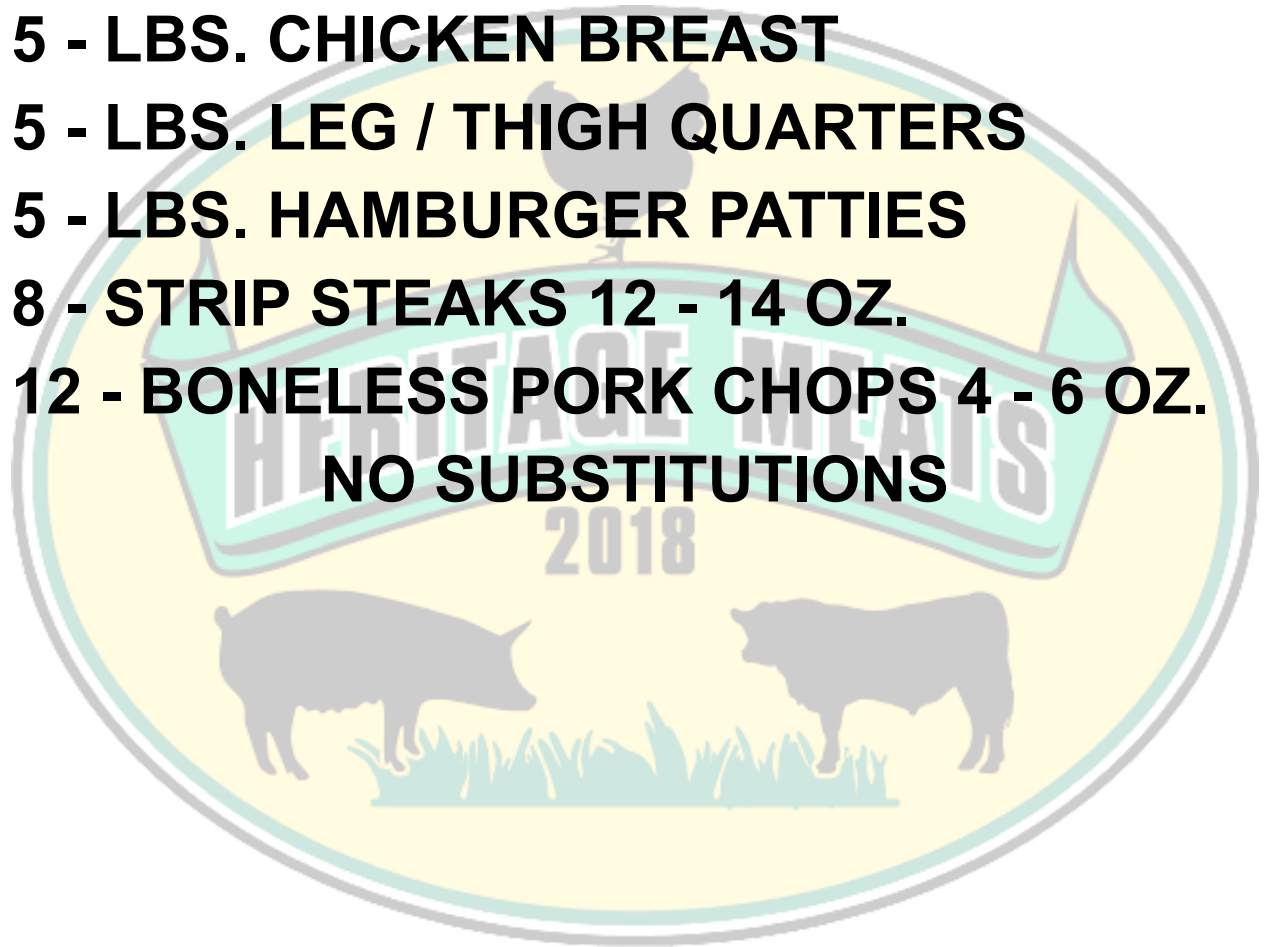 5 - LBS. CHICKEN BREAST
5 - LBS. LEG / THIGH QUARTERS
5 - LBS. HAMBURGER PATTIES
8 - STRIP STEAKS 12 - 14 OZ.
12 - BONELESS PORK CHOPS 4 - 6 OZ.
NO SUBSTITUTIONS
HERITAGE MEATS
2018